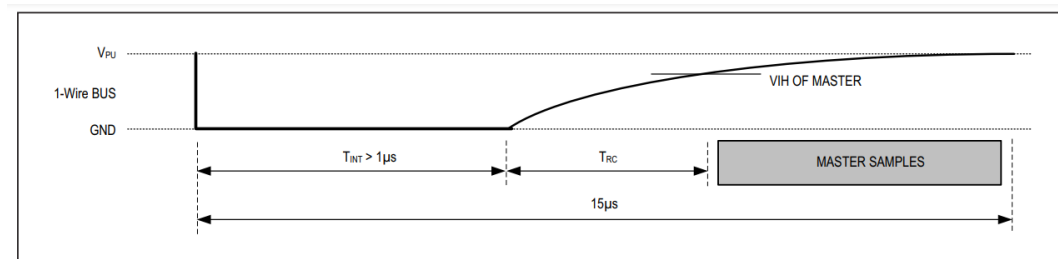 VPU
1-Wire BUS
VIH OF MASTER
GND
TINT > 1µs
TRC
MASTER SAMPLES
15µs